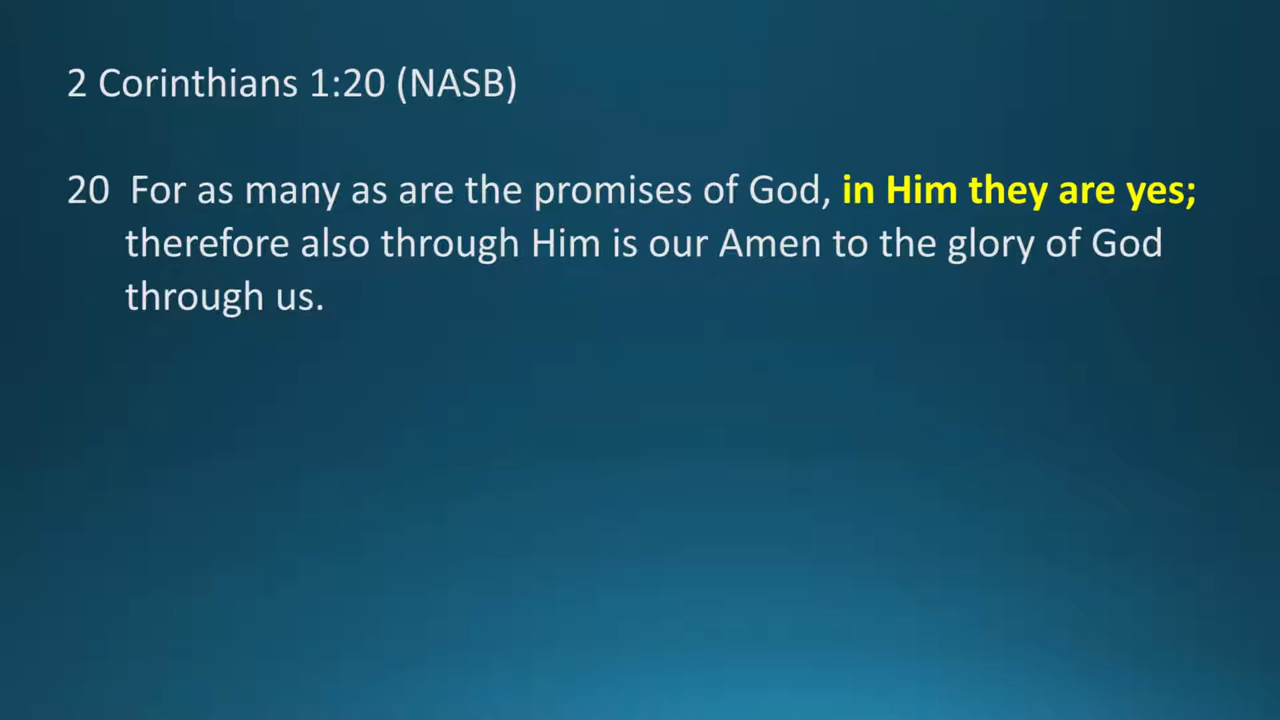 2 Corinthians 1:20 (NASB)
20 For as many as are the promises of God, in Him they are yes;
therefore also through Him is our Amen to the glory of God
through us.